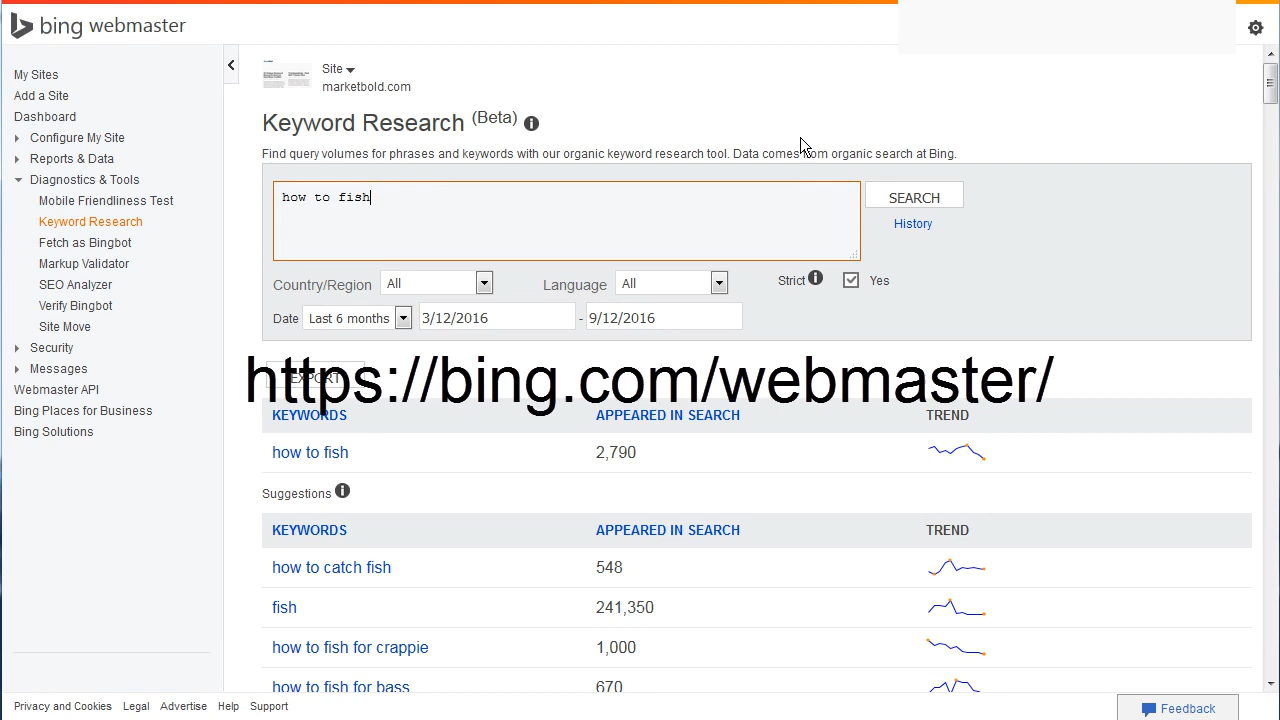 bing webmaster
My Sites
Add a Site
Dashboard
Configure My Site
Reports & Data
Diagnostics & Tools
Mobile Friendliness Test
Keyword Research
Fetch as Bingbot
Markup Validator
SEO Analyzer
Verify Bingbot
Site Move
Security
Messages
Webmaster API
Bing Places for Business
Bing Solutions
Site
marketbold.com
Keyword Research (Beta)
Find query volumes for phrases and keywords with our organic keyword research tool. Data comes from organic search at Bing.
how to fish
SEARCH
History
Country/Region All Language All Strict Yes
Date Last 6 months 3/12/2016 - 9/12/2016
EXPORT
https://bing.com/webmaster/
KEYWORDS APPEARED IN SEARCH TREND
how to fish 2,790
Suggestions
KEYWORDS APPEARED IN SEARCH TREND
how to catch fish 548
fish 241,350
how to fish for crappie 1,000
how to fish for bass 670
Privacy and Cookies Legal Advertise Help Support
Feedback